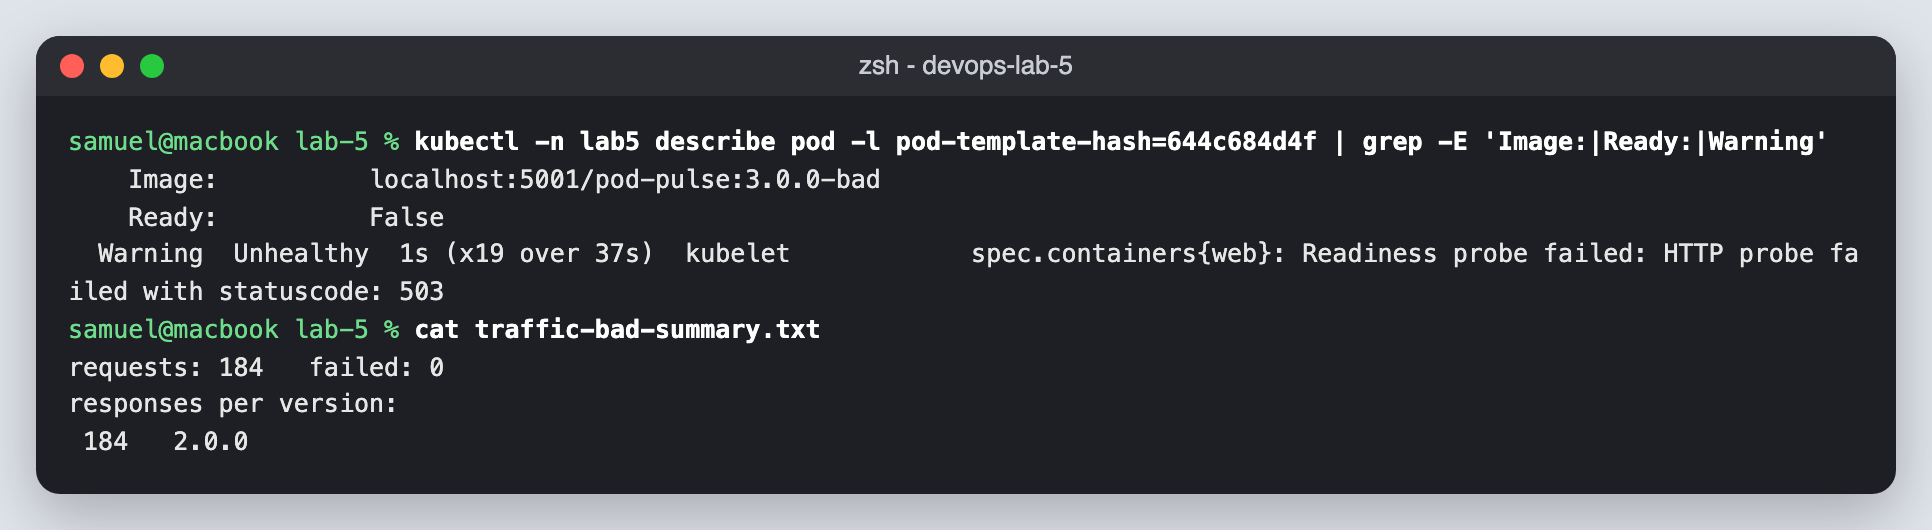 zsh - devops-lab-5
samuel@macbook lab-5 % kubectl -n lab5 describe pod -l pod-template-hash=644c684d4f | grep -E 'Image:|Ready:|Warning'
    Image:          localhost:5001/pod-pulse:3.0.0-bad
    Ready:          False
  Warning  Unhealthy  1s (x19 over 37s)  kubelet            spec.containers{web}: Readiness probe failed: HTTP probe fa
iled with statuscode: 503
samuel@macbook lab-5 % cat traffic-bad-summary.txt
requests: 184   failed: 0
responses per version:
 184   2.0.0